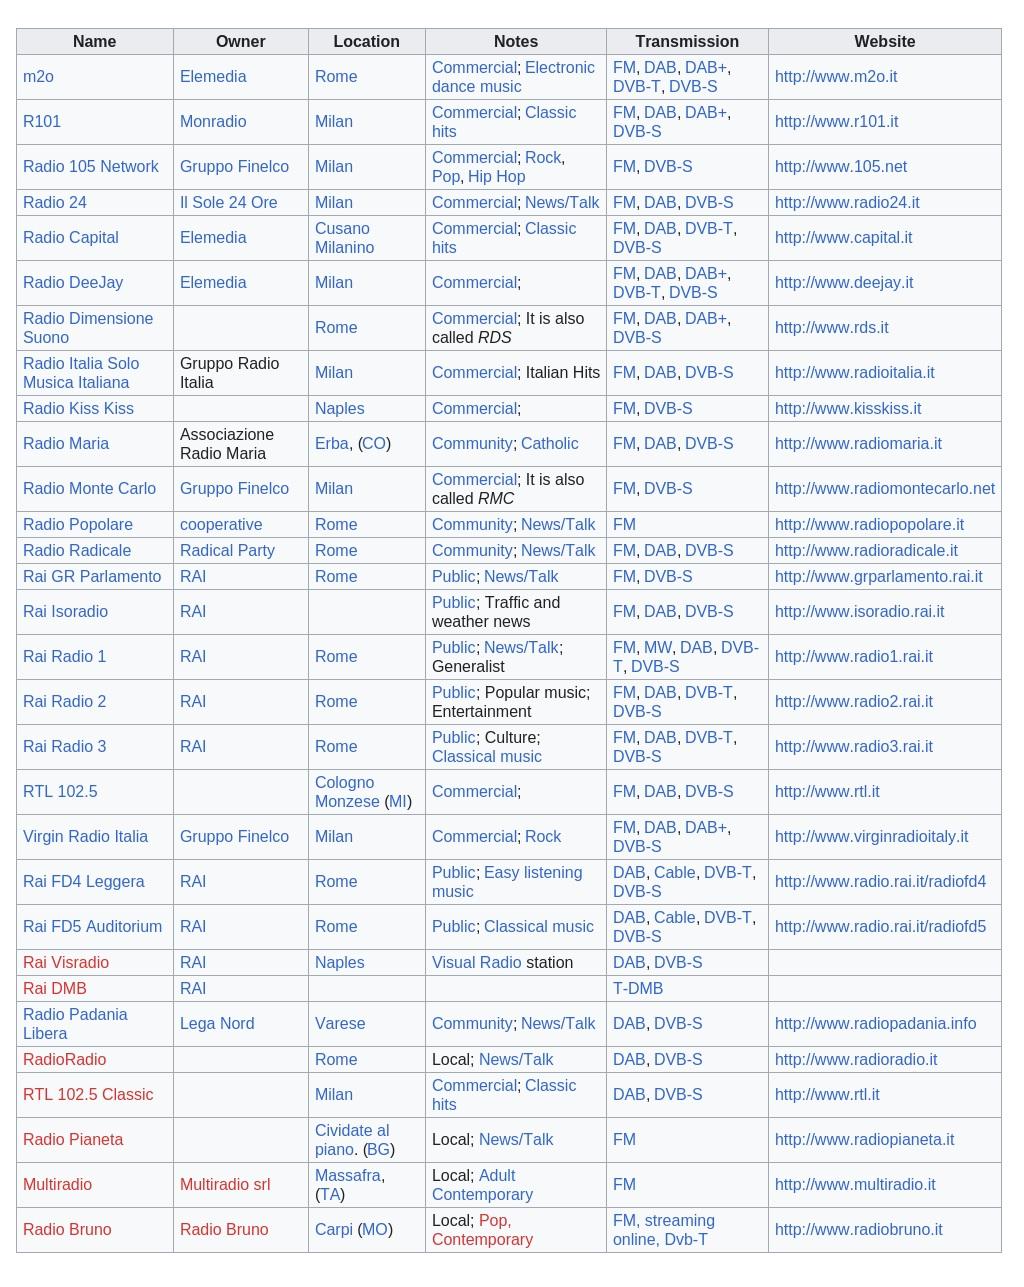 Name Owner Location Notes Transmission Website
m2o Elemedia Rome Commercial; Electronic dance music FM, DAB, DAB+, DVB-T, DVB-S http://www.m2o.it
R101 Monradio Milan Commercial; Classic hits FM, DAB, DAB+, DVB-S http://www.r101.it
Radio 105 Network Gruppo Finelco Milan Commercial; Rock, Pop, Hip Hop FM, DVB-S http://www.105.net
Radio 24 Il Sole 24 Ore Milan Commercial; News/Talk FM, DAB, DVB-S http://www.radio24.it
Radio Capital Elemedia Cusano Milanino Commercial; Classic hits FM, DAB, DVB-T, DVB-S http://www.capital.it
Radio DeeJay Elemedia Milan Commercial; FM, DAB, DAB+, DVB-T, DVB-S http://www.deejay.it
Radio Dimensione Suono Rome Commercial; It is also called RDS FM, DAB, DAB+, DVB-S http://www.rds.it
Radio Italia Solo Musica Italiana Gruppo Radio Italia Milan Commercial; Italian Hits FM, DAB, DVB-S http://www.radioitalia.it
Radio Kiss Kiss Naples Commercial; FM, DVB-S http://www.kisskiss.it
Radio Maria Associazione Radio Maria Erba, (CO) Community; Catholic FM, DAB, DVB-S http://www.radiomaria.it
Radio Monte Carlo Gruppo Finelco Milan Commercial; It is also called RMC FM, DVB-S http://www.radiomontecarlo.net
Radio Popolare cooperative Rome Community; News/Talk FM http://www.radiopopolare.it
Radio Radicale Radical Party Rome Community; News/Talk FM, DAB, DVB-S http://www.radioradicale.it
Rai GR Parlamento RAI Rome Public; News/Talk FM, DVB-S http://www.grparlamento.rai.it
Rai Isoradio RAI Public; Traffic and weather news FM, DAB, DVB-S http://www.isoradio.rai.it
Rai Radio 1 RAI Rome Public; News/Talk; Generalist FM, MW, DAB, DVB-T, DVB-S http://www.radio1.rai.it
Rai Radio 2 RAI Rome Public; Popular music; Entertainment FM, DAB, DVB-T, DVB-S http://www.radio2.rai.it
Rai Radio 3 RAI Rome Public; Culture; Classical music FM, DAB, DVB-T, DVB-S http://www.radio3.rai.it
RTL 102.5 Cologno Monzese (MI) Commercial; FM, DAB, DVB-S http://www.rtl.it
Virgin Radio Italia Gruppo Finelco Milan Commercial; Rock FM, DAB, DAB+, DVB-S http://www.virginradioitaly.it
Rai FD4 Leggera RAI Rome Public; Easy listening music DAB, Cable, DVB-T, DVB-S http://www.radio.rai.it/radiofd4
Rai FD5 Auditorium RAI Rome Public; Classical music DAB, Cable, DVB-T, DVB-S http://www.radio.rai.it/radiofd5
Rai Visradio RAI Naples Visual Radio station DAB, DVB-S
Rai DMB RAI T-DMB
Radio Padania Libera Lega Nord Varese Community; News/Talk DAB, DVB-S http://www.radiopadania.info
RadioRadio Rome Local; News/Talk DAB, DVB-S http://www.radioradio.it
RTL 102.5 Classic Milan Commercial; Classic hits DAB, DVB-S http://www.rtl.it
Radio Pianeta Cividate al piano. (BG) Local; News/Talk FM http://www.radiopianeta.it
Multiradio Multiradio srl Massafra, (TA) Local; Adult Contemporary FM http://www.multiradio.it
Radio Bruno Radio Bruno Carpi (MO) Local; Pop, Contemporary FM, streaming online, Dvb-T http://www.radiobruno.it